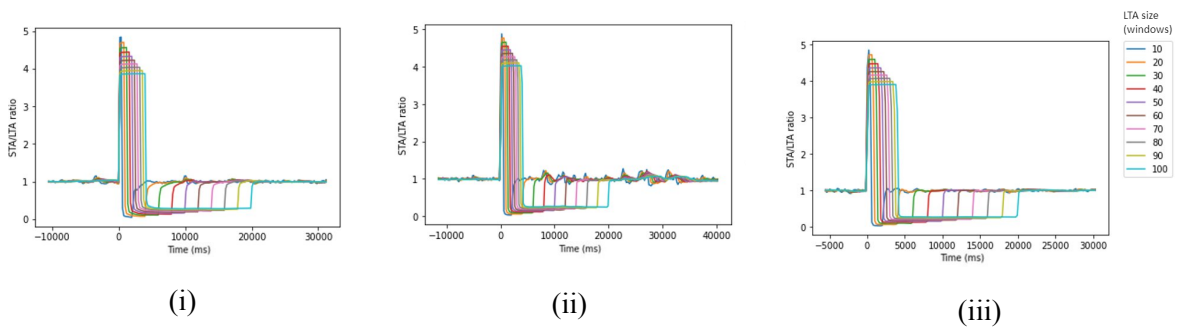 5
4
3
2
1
0
STA/LTA ratio
-10000 0 10000 20000 30000
Time (ms)
(i)
5
4
3
2
1
0
STA/LTA ratio
-10000 0 10000 20000 30000 40000
Time (ms)
(ii)
5
4
3
2
1
0
STA/LTA ratio
-5000 0 5000 10000 15000 20000 25000 30000
Time (ms)
(iii)
LTA size
(windows)
10
20
30
40
50
60
70
80
90
100